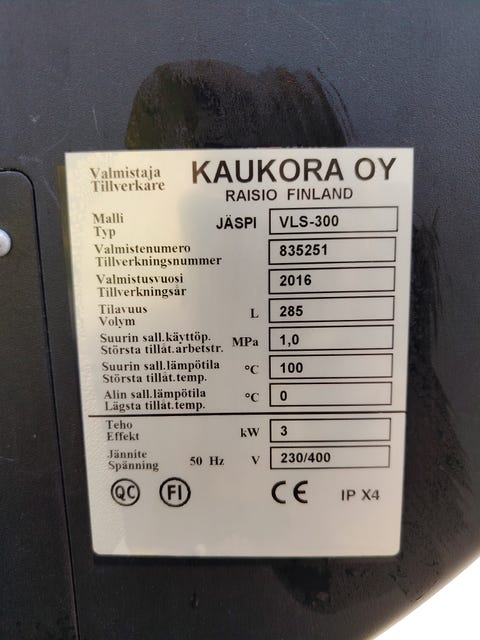 Valmistaja
Tillverkare
KAUKORA OY
RAISIO FINLAND
Malli
Typ
JÄSPI VLS-300
Valmistenumero
Tillverkningsnummer
835251
Valmistusvuosi
Tillverkningsår
2016
Tilavuus
Volym
L 285
Suurin sall.käyttöp.
Största tillåt.arbetstr.
MPa 1,0
Suurin sall.lämpötila
Största tillåt.temp.
°C 100
Alin sall.lämpötila
Lägsta tillåt.temp.
°C 0
Teho
Effekt
kW 3
Jännite
Spänning
50 Hz V 230/400
QC FI CE IP X4